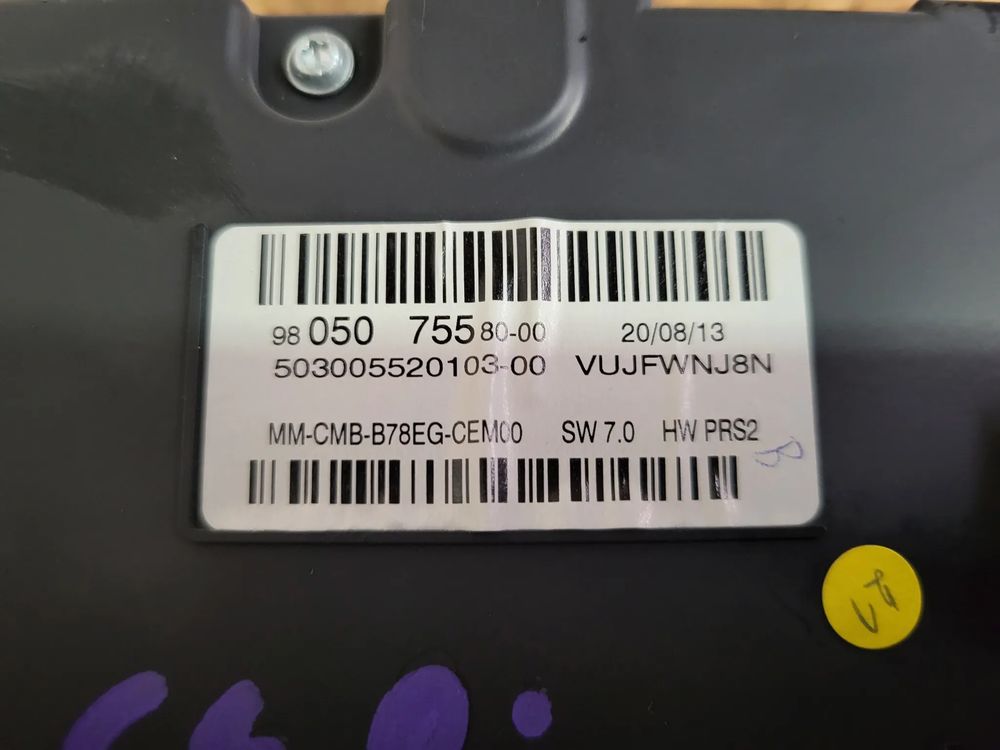 98 050 755 80-00 20/08/13
503005520103-00 VUJFWNJ8N
MM-CMB-B78EG-CEM00 SW 7.0 HW PRS2